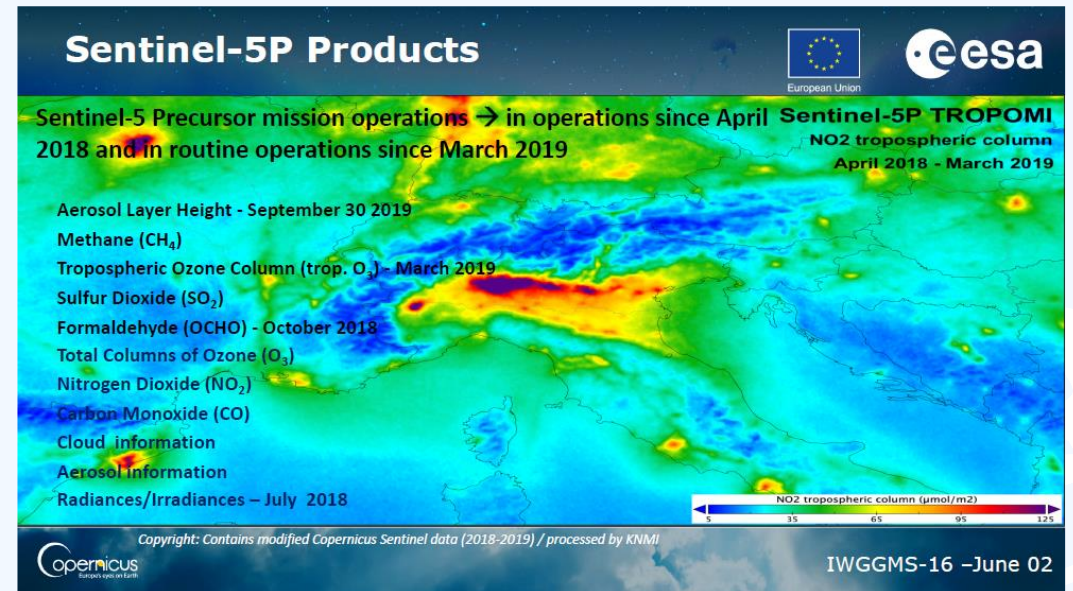 Sentinel-5P Products
European Union
esa
Sentinel-5 Precursor mission operations → in operations since April
2018 and in routine operations since March 2019
Sentinel-5P TROPOMI
NO2 tropospheric column
April 2018 - March 2019
Aerosol Layer Height - September 30 2019
Methane (CH₄)
Tropospheric Ozone Column (trop. O₃) - March 2019
Sulfur Dioxide (SO₂)
Formaldehyde (OCHO) - October 2018
Total Columns of Ozone (O₃)
Nitrogen Dioxide (NO₂)
Carbon Monoxide (CO)
Cloud information
Aerosol information
Radiances/Irradiances – July 2018
NO2 tropospheric column (μmol/m2)
5 35 65 95 125
Copyright: Contains modified Copernicus Sentinel data (2018-2019) / processed by KNMI
opernicus
Europe's eyes on Earth
IWGGMS-16 –June 02